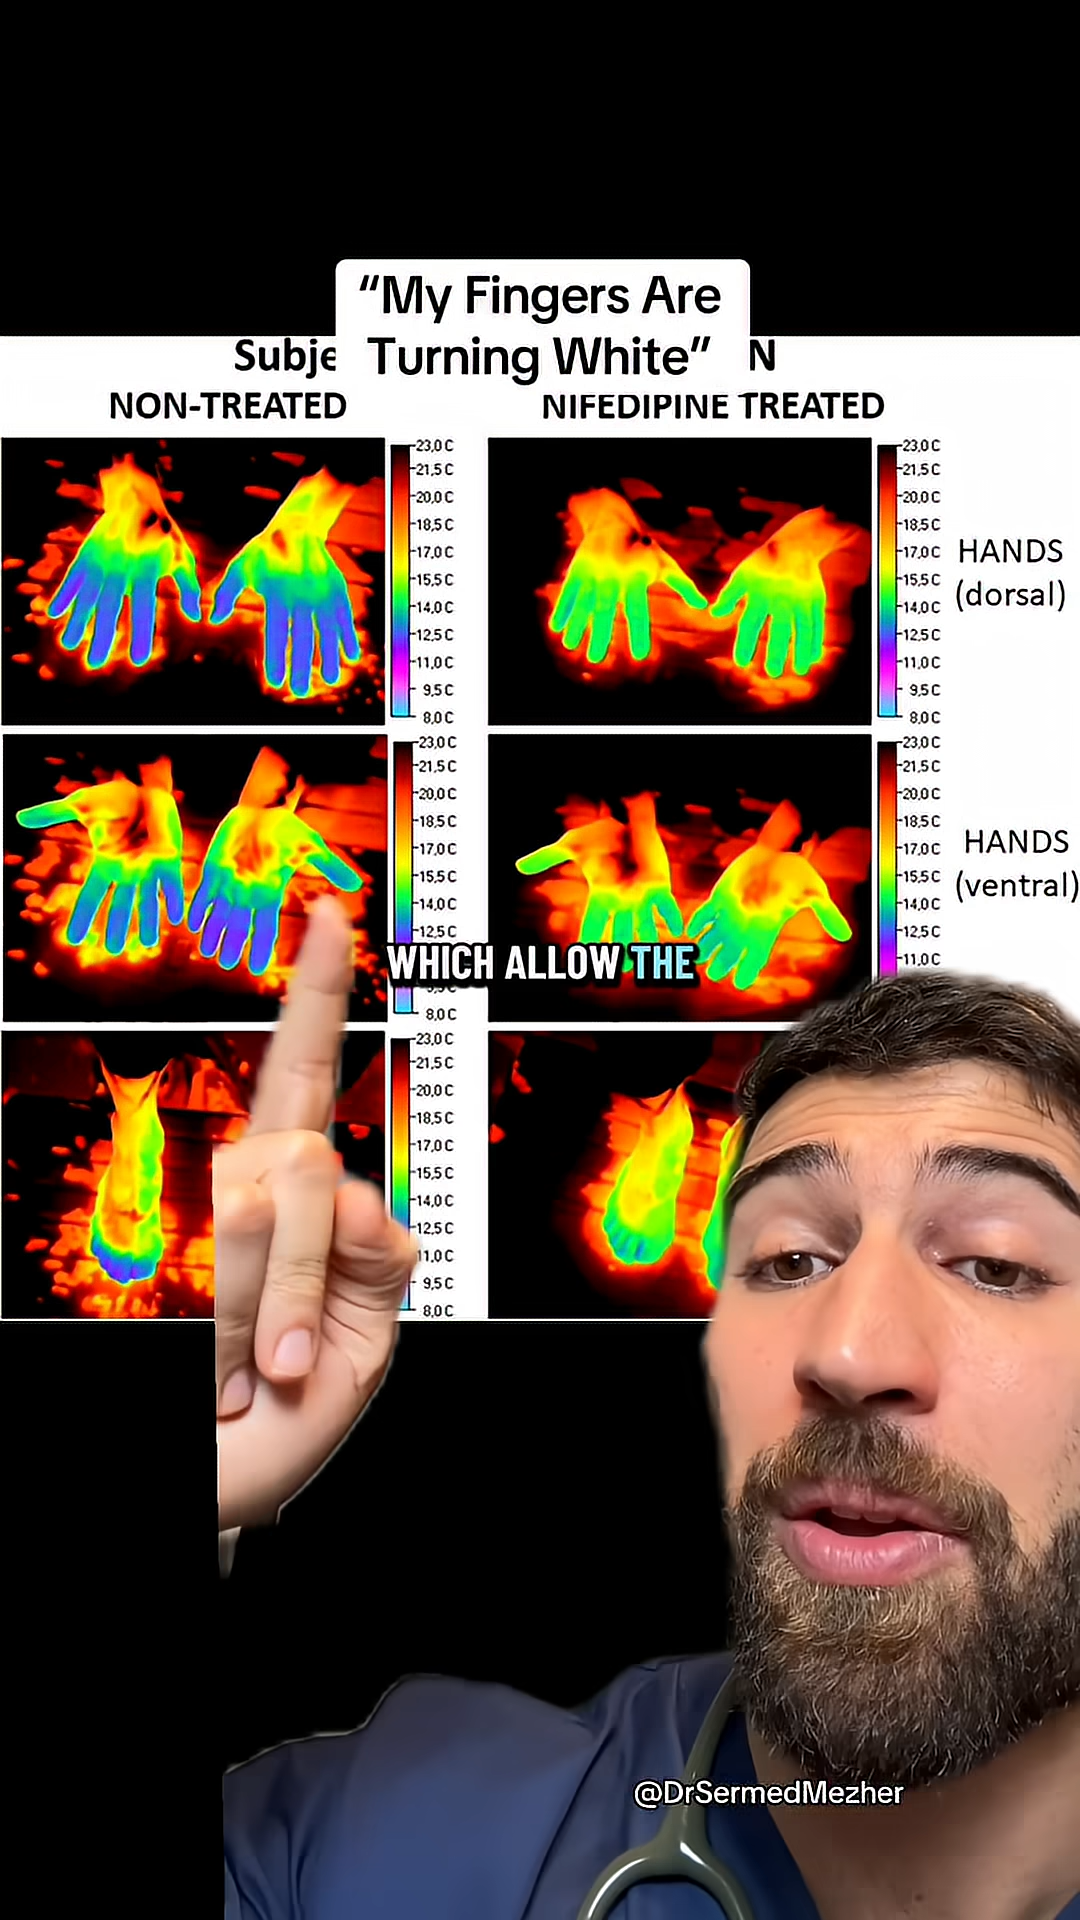 “My Fingers Are
Turning White”
Subje
N
NON-TREATED
NIFEDIPINE TREATED
23,0 C
21,5 C
20,0 C
18,5 C
17,0 C
15,5 C
14,0 C
12,5 C
11,0 C
9,5 C
8,0 C
23,0 C
21,5 C
20,0 C
18,5 C
17,0 C
15,5 C
14,0 C
12,5 C
11,0 C
9,5 C
8,0 C
HANDS
(dorsal)
23,0 C
21,5 C
20,0 C
18,5 C
17,0 C
15,5 C
14,0 C
12,5 C
8,0 C
23,0 C
21,5 C
20,0 C
18,5 C
17,0 C
15,5 C
14,0 C
12,5 C
11,0 C
HANDS
(ventral)
WHICH ALLOW THE
23,0 C
21,5 C
20,0 C
18,5 C
17,0 C
15,5 C
14,0 C
12,5 C
11,0 C
9,5 C
8,0 C
@DrSermedMezher